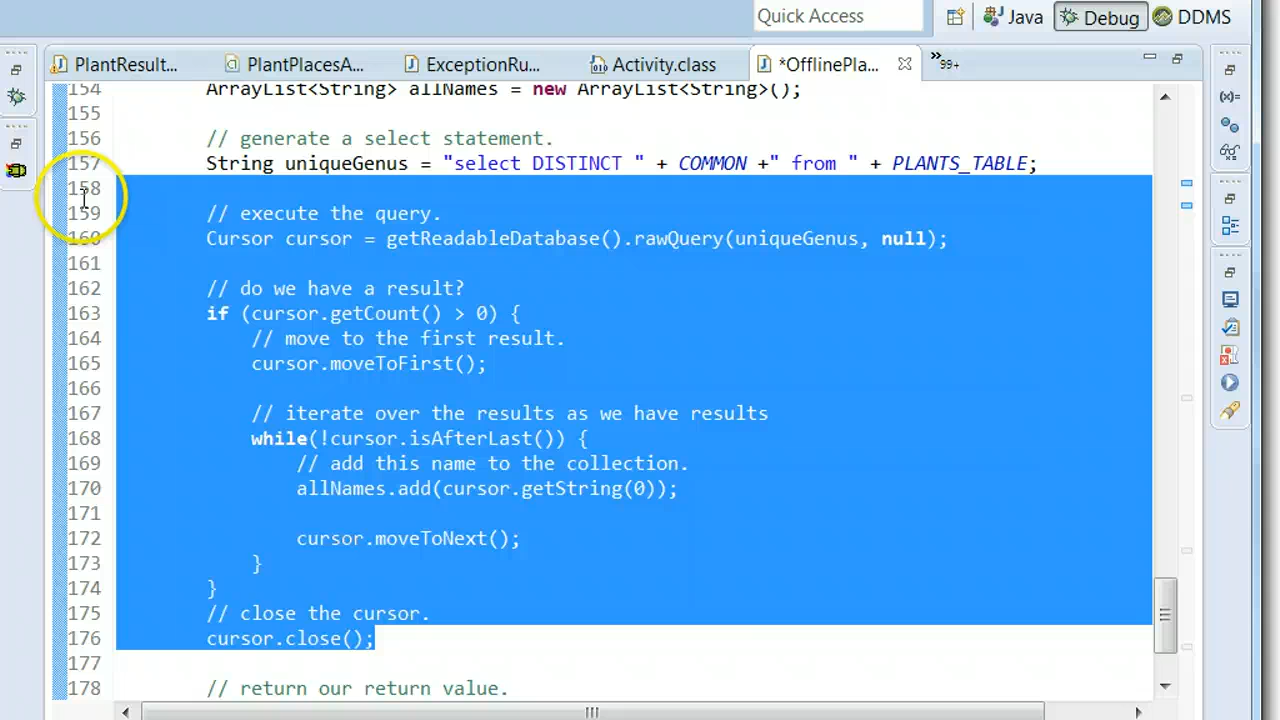 Quick Access
Java
Debug
DDMS
PlantResult...
PlantPlacesA...
ExceptionRu...
Activity.class
*OfflinePla...
»99+
154 ArrayList<String> allNames = new ArrayList<String>();
155
156 // generate a select statement.
157 String uniqueGenus = "select DISTINCT " + COMMON +" from " + PLANTS_TABLE;
158
159 // execute the query.
160 Cursor cursor = getReadableDatabase().rawQuery(uniqueGenus, null);
161
162 // do we have a result?
163 if (cursor.getCount() > 0) {
164 // move to the first result.
165 cursor.moveToFirst();
166
167 // iterate over the results as we have results
168 while(!cursor.isAfterLast()) {
169 // add this name to the collection.
170 allNames.add(cursor.getString(0));
171
172 cursor.moveToNext();
173 }
174 }
175 // close the cursor.
176 cursor.close();
177
178 // return our return value.